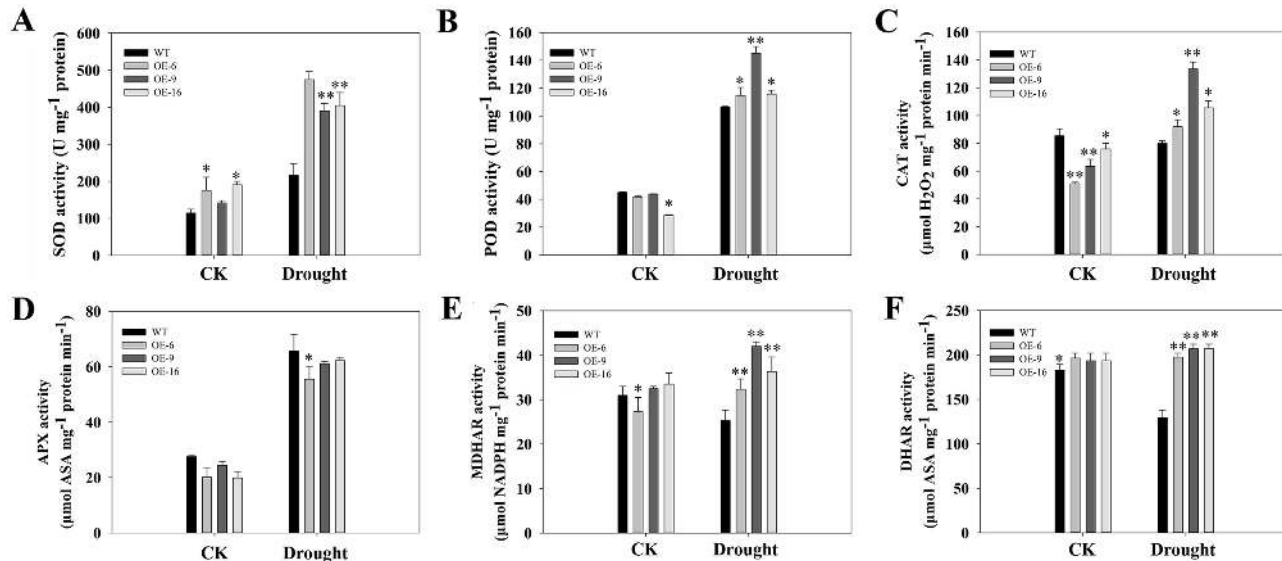 A
SOD activity (U mg⁻¹ protein)
600
500
400
300
200
100
0
WT
OE-6
OE-9
OE-16
*
*
**
**
CK Drought
B
POD activity (U mg⁻¹ protein)
160
140
120
100
80
60
40
20
0
WT
OE-6
OE-9
OE-16
*
*
**
*
CK Drought
C
CAT activity
(µmol H₂O₂ mg⁻¹ protein min⁻¹)
160
140
120
100
80
60
40
20
0
WT
OE-6
OE-9
OE-16
**
**
*
*
**
*
CK Drought
D
APX activity
(µmol ASA mg⁻¹ protein min⁻¹)
80
60
40
20
0
WT
OE-6
OE-9
OE-16
*
CK Drought
E
MDHAR activity
(µmol NADPH mg⁻¹ protein min⁻¹)
50
40
30
20
10
0
WT
OE-6
OE-9
OE-16
*
**
**
**
CK Drought
F
DHAR activity
(µmol ASA mg⁻¹ protein min⁻¹)
250
200
150
100
50
0
WT
OE-6
OE-9
OE-16
*
**
**
**
CK Drought